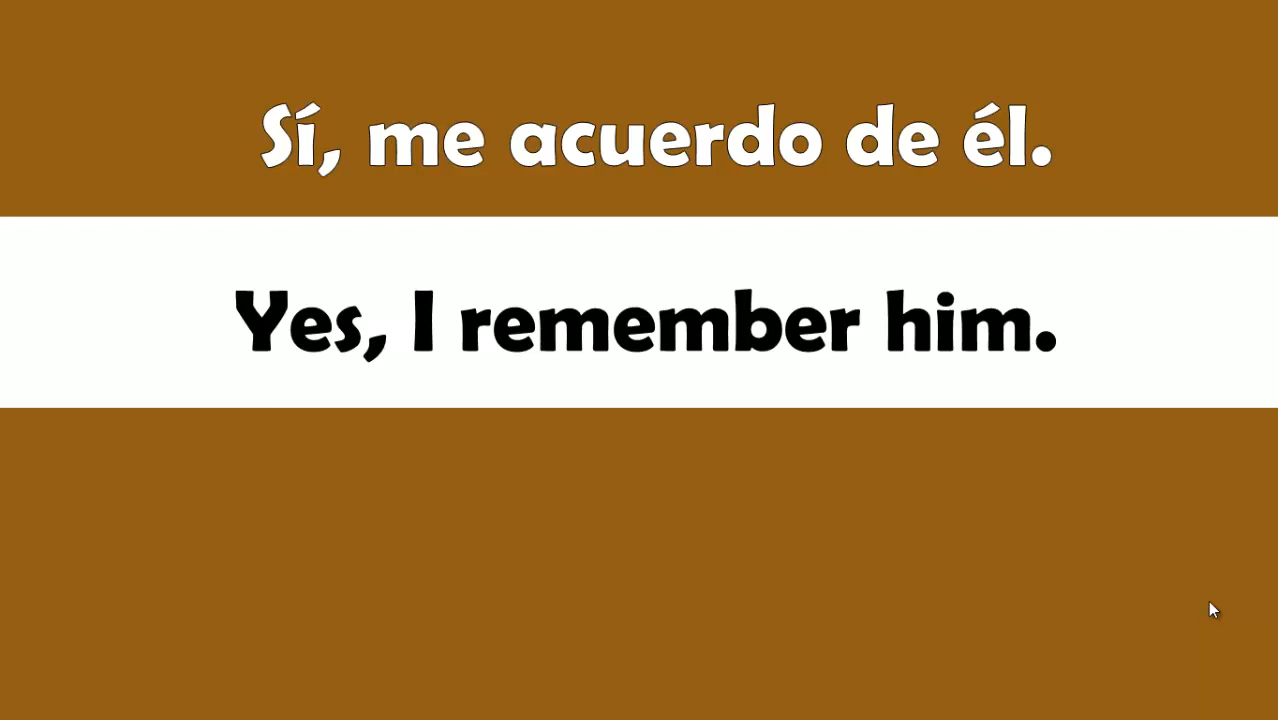 Sí, me acuerdo de él.
Yes, I remember him.